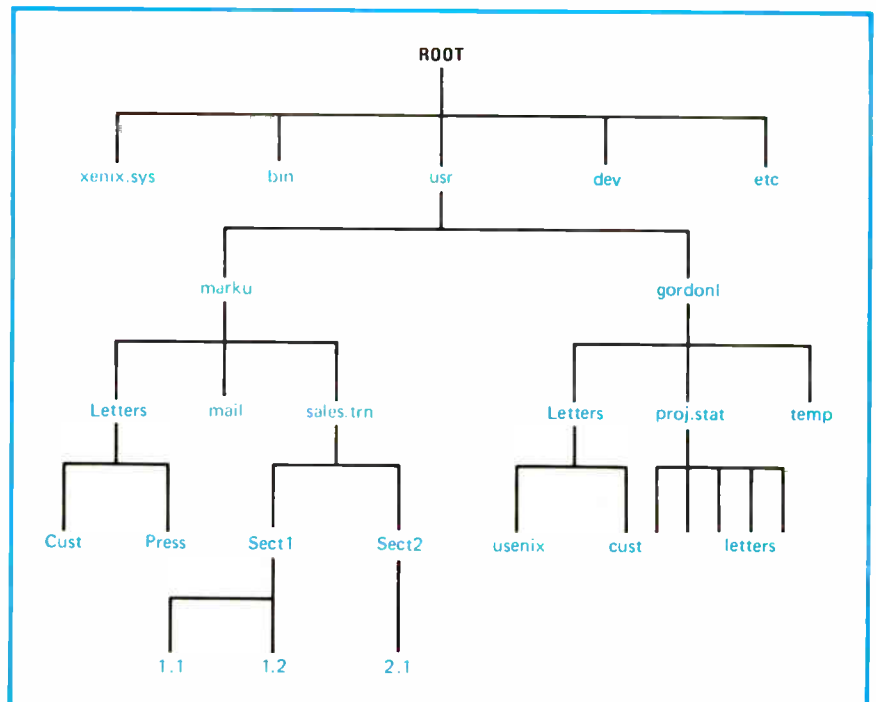 ROOT
xenix.sys bin usr dev etc
marku gordonl
Letters mail sales.trn Letters proj.stat temp
Cust Press Sect1 Sect2 usenix cust letters
1.1 1.2 2.1